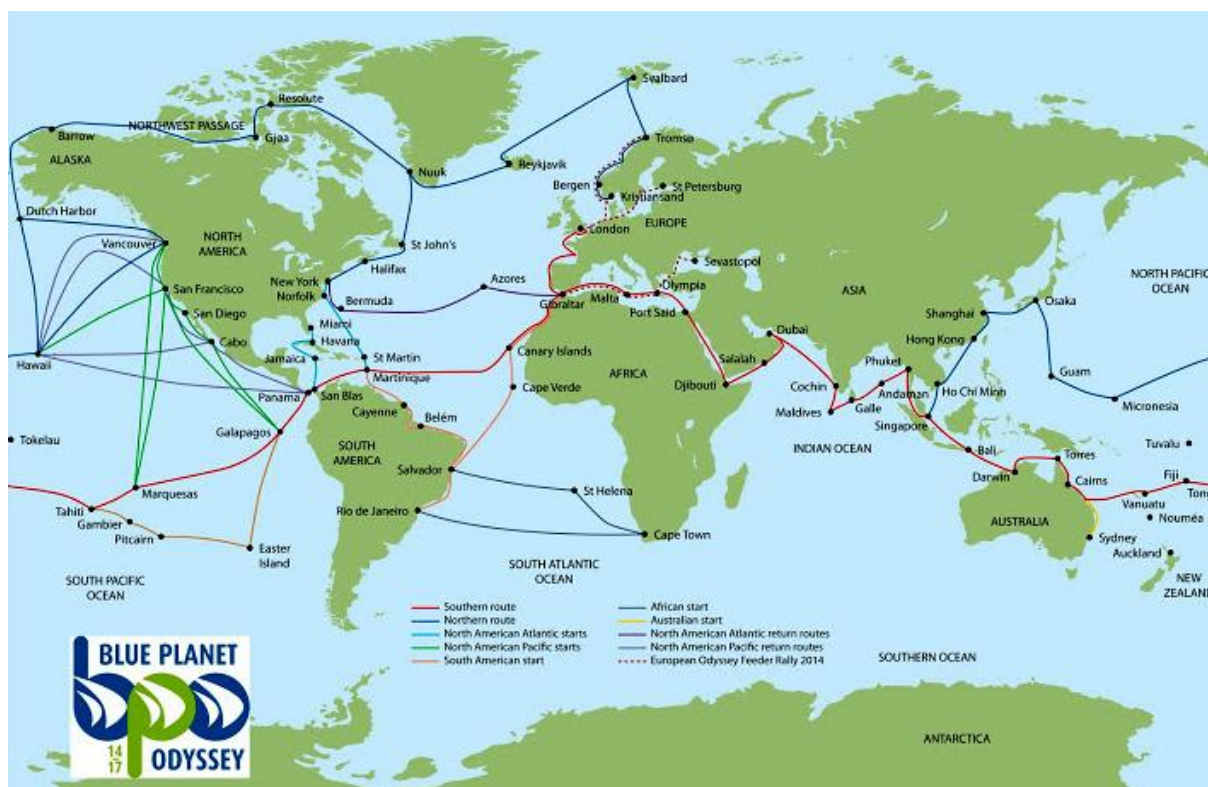 Svalbard
Resolute
NORTHWEST PASSAGE
Barrow
Gjaa
Tromsø
ALASKA
Reykjavik
Nuuk
Bergen
St Petersburg
Kristiansand
Dutch Harbor
EUROPE
London
NORTH
AMERICA
Vancouver
St John's
Halifax
Sevastopol
New York
Azores
NORTH PACIFIC
OCEAN
San Francisco
Norfolk
Olympia
ASIA
Bermuda
Gibraltar
Malta
Osaka
San Diego
Port Said
Shanghai
Miami
Dubai
Cabo
Havana
Hong Kong
Canary Islands
Hawaii
Jamaica
St Martin
Salalah
Phuket
Martinique
AFRICA
Guam
Cape Verde
Djibouti
Cochin
Andaman
Ho Chi Minh
Panama
San Blas
Micronesia
Cayenne
Maldives
Galle
Belém
Singapore
Galapagos
Tokelau
SOUTH
AMERICA
INDIAN OCEAN
Tuvalu
Bali
Torres
Salvador
Darwin
Cairns
Fiji
Marquesas
St Helena
Tong
Vanuatu
Tahiti
Rio de Janeiro
Nouméa
Gambier
AUSTRALIA
Pitcairn
Cape Town
Sydney
Easter
Island
Auckland
SOUTH ATLANTIC
OCEAN
SOUTH PACIFIC
OCEAN
NEW
ZEALAND
Southern route
Northern route
North American Atlantic starts
North American Pacific starts
South American start
African start
Australian start
North American Atlantic return routes
North American Pacific return routes
European Odyssey Feeder Rally 2014
SOUTHERN OCEAN
BLUE PLANET
bpo
14
17
ODYSSEY
ANTARCTICA